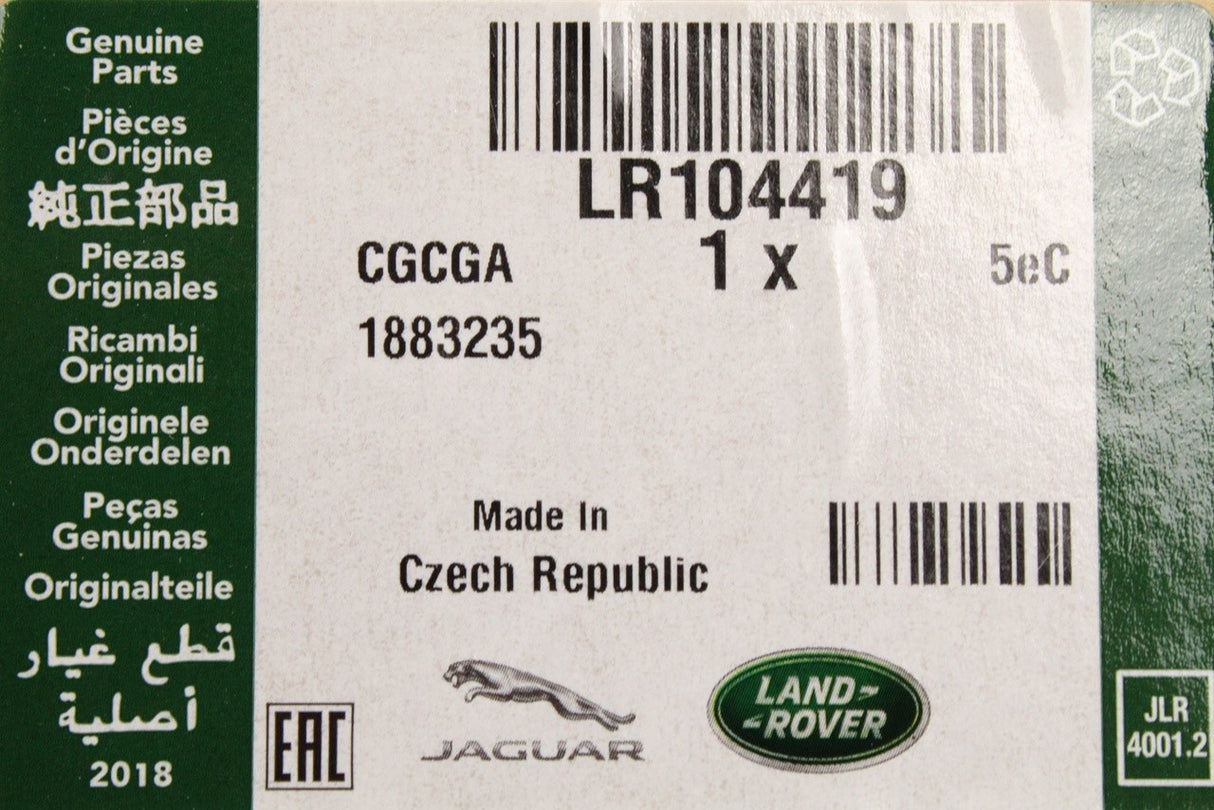 Genuine
Parts
Pièces
d'Origine
純正部品
Piezas
Originales
Ricambi
Originali
Originele
Onderdelen
Peças
Genuinas
Originalteile
قطع غيار
أصلية
2018
LR104419
CGCGA
1 x
5eC
1883235
Made In
Czech Republic
EAC
JAGUAR
LAND-
-ROVER
JLR
4001.2